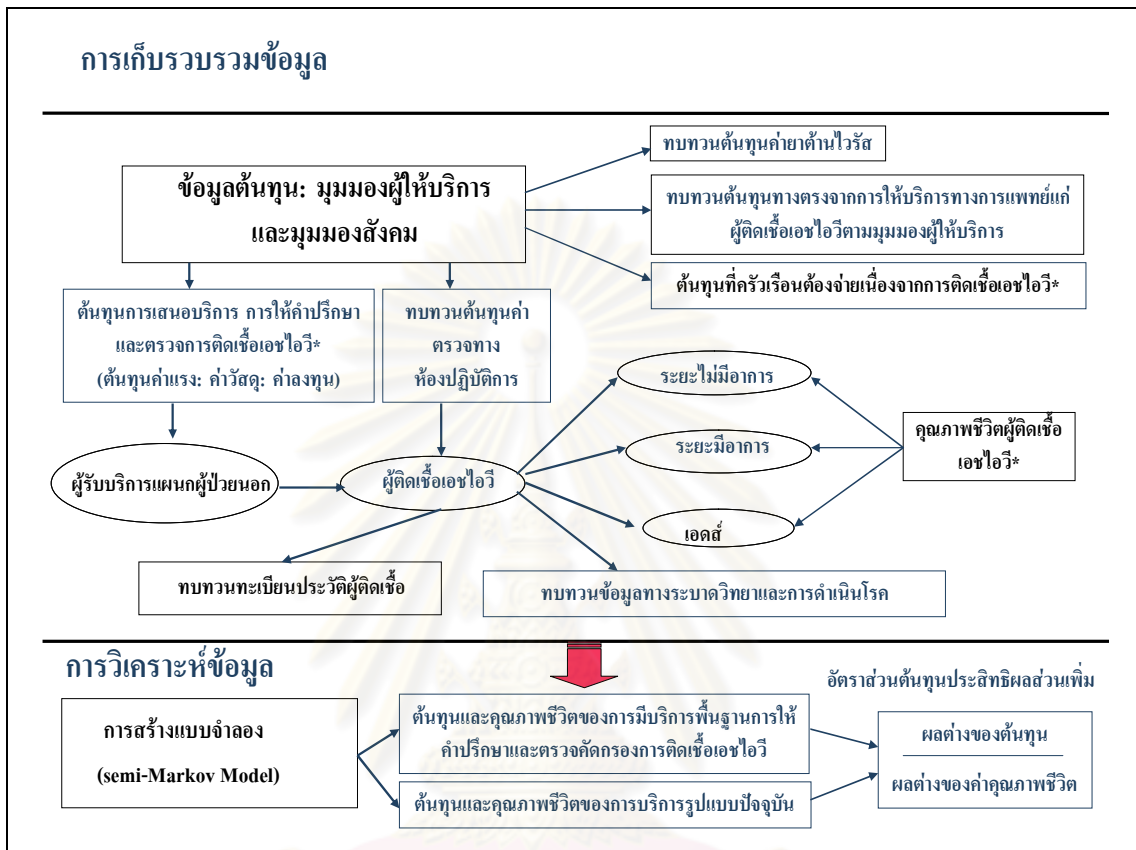 การเก็บรวบรวมข้อมูล
ทบทวนต้นทุนค่ายาต้านไวรัส
ข้อมูลต้นทุน: มุมมองผู้ให้บริการ
และมุมมองสังคม
ทบทวนต้นทุนทางตรงจากการให้บริการทางการแพทย์แก่
ผู้ติดเชื้อเอชไอวีตามมุมมองผู้ให้บริการ
ต้นทุนที่ครัวเรือนต้องจ่ายเนื่องจากการติดเชื้อเอชไอวี*
ต้นทุนการเสนอบริการ การให้คำปรึกษา
และตรวจการติดเชื้อเอชไอวี*
(ต้นทุนค่าแรง: ค่าวัสดุ: ค่าลงทุน)
ทบทวนต้นทุนค่า
ตรวจทาง
ห้องปฏิบัติการ
ระยะไม่มีอาการ
ระยะมีอาการ
เอดส์
คุณภาพชีวิตผู้ติดเชื้อ
เอชไอวี*
ผู้รับบริการแผนกผู้ป่วยนอก
ผู้ติดเชื้อเอชไอวี
ทบทวนทะเบียนประวัติผู้ติดเชื้อ
ทบทวนข้อมูลทางระบาดวิทยาและการดำเนินโรค
การวิเคราะห์ข้อมูล
การสร้างแบบจำลอง
(semi-Markov Model)
ต้นทุนและคุณภาพชีวิตของการมีบริการพื้นฐานการให้
คำปรึกษาและตรวจคัดกรองการติดเชื้อเอชไอวี
ต้นทุนและคุณภาพชีวิตของการบริการรูปแบบปัจจุบัน
อัตราส่วนต้นทุนประสิทธิผลส่วนเพิ่ม
ผลต่างของต้นทุน
ผลต่างของค่าคุณภาพชีวิต